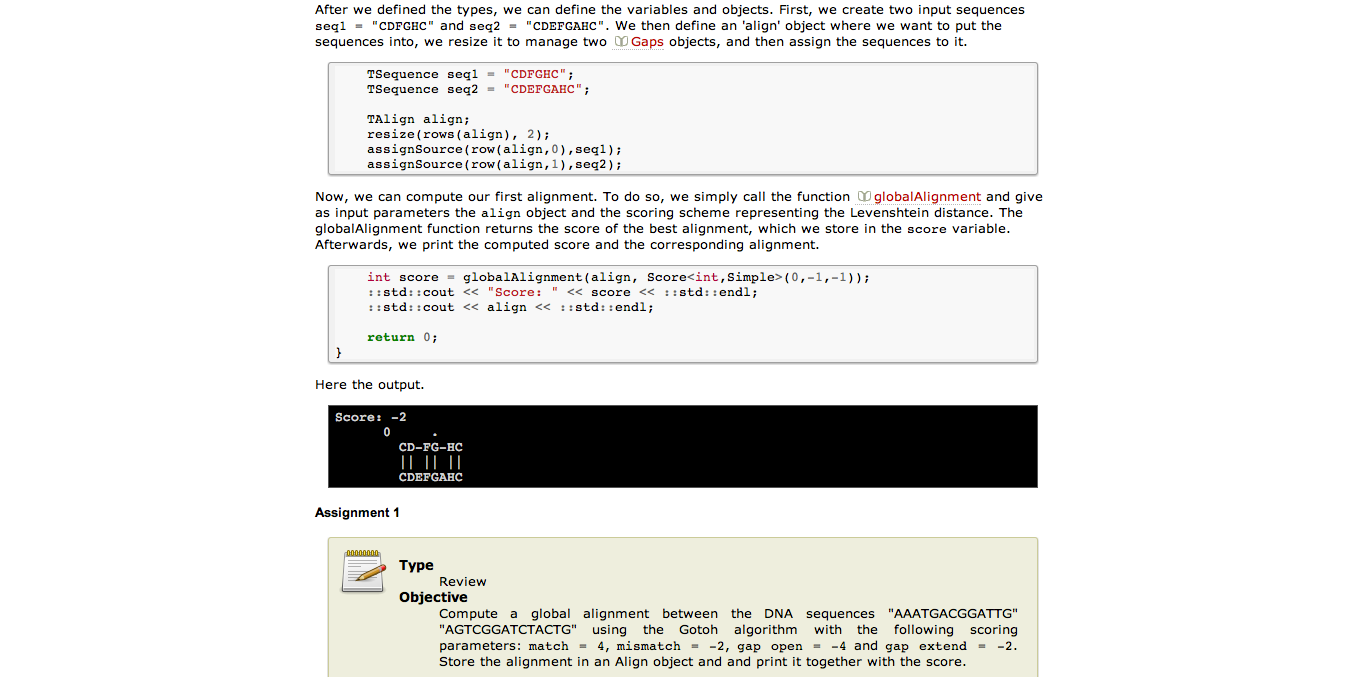 After we defined the types, we can define the variables and objects. First, we create two input sequences
seq1 = "CDFGHC" and seq2 = "CDEFGAHC". We then define an 'align' object where we want to put the
sequences into, we resize it to manage two Gaps objects, and then assign the sequences to it.
TSequence seq1 = "CDFGHC";
TSequence seq2 = "CDEFGAHC";
TAlign align;
resize(rows(align), 2);
assignSource(row(align,0),seq1);
assignSource(row(align,1),seq2);
Now, we can compute our first alignment. To do so, we simply call the function globalAlignment and give
as input parameters the align object and the scoring scheme representing the Levenshtein distance. The
globalAlignment function returns the score of the best alignment, which we store in the score variable.
Afterwards, we print the computed score and the corresponding alignment.
int score = globalAlignment(align, Score<int,Simple>(0,-1,-1));
::std::cout << "Score: " << score << ::std::endl;
::std::cout << align << ::std::endl;
return 0;
}
Here the output.
Score: -2
0 .
CD-FG-HC
|| || ||
CDEFGAHC
Assignment 1
Type
Review
Objective
Compute a global alignment between the DNA sequences "AAATGACGGATTG"
"AGTCGGATCTACTG" using the Gotoh algorithm with the following scoring
parameters: match = 4, mismatch = -2, gap open = -4 and gap extend = -2.
Store the alignment in an Align object and and print it together with the score.